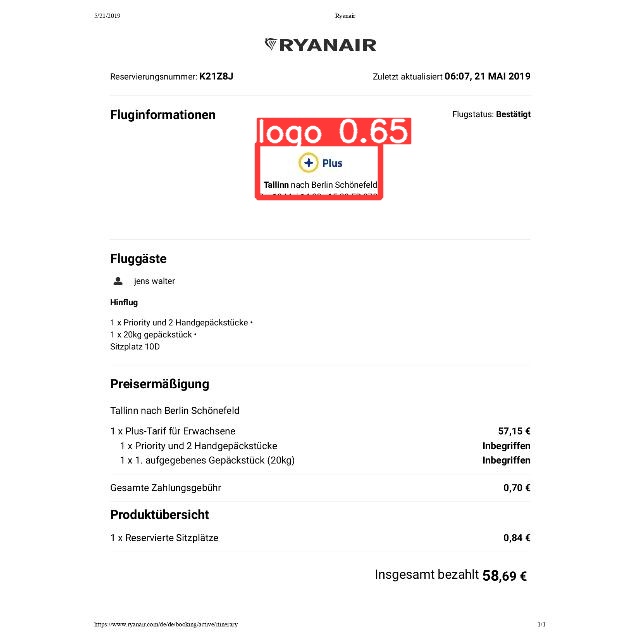 5/21/2019 Ryanair
RYANAIR
Reservierungsnummer: K21Z8J Zuletzt aktualisiert 06:07, 21 MAI 2019
Fluginformationen Flugstatus: Bestätigt
logo 0.65
Plus
Tallinn nach Berlin Schönefeld
Fluggäste
jens walter
Hinflug
1 x Priority und 2 Handgepäckstücke •
1 x 20kg gepäckstück •
Sitzplatz 10D
Preisermäßigung
Tallinn nach Berlin Schönefeld
1 x Plus-Tarif für Erwachsene 57,15 €
1 x Priority und 2 Handgepäckstücke Inbegriffen
1 x 1. aufgegebenes Gepäckstück (20kg) Inbegriffen
Gesamte Zahlungsgebühr 0,70 €
Produktübersicht
1 x Reservierte Sitzplätze 0,84 €
Insgesamt bezahlt 58,69 €
https://www.ryanair.com/de/de/booking/active/itinerary 1/1